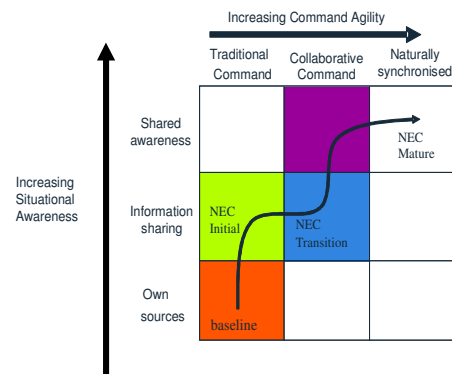 Increasing Command Agility
Traditional
Command
Collaborative
Command
Naturally
synchronised
Shared
awareness
NEC
Mature
Increasing
Situational
Awareness
Information
sharing
NEC
Initial
NEC
Transition
Own
sources
baseline